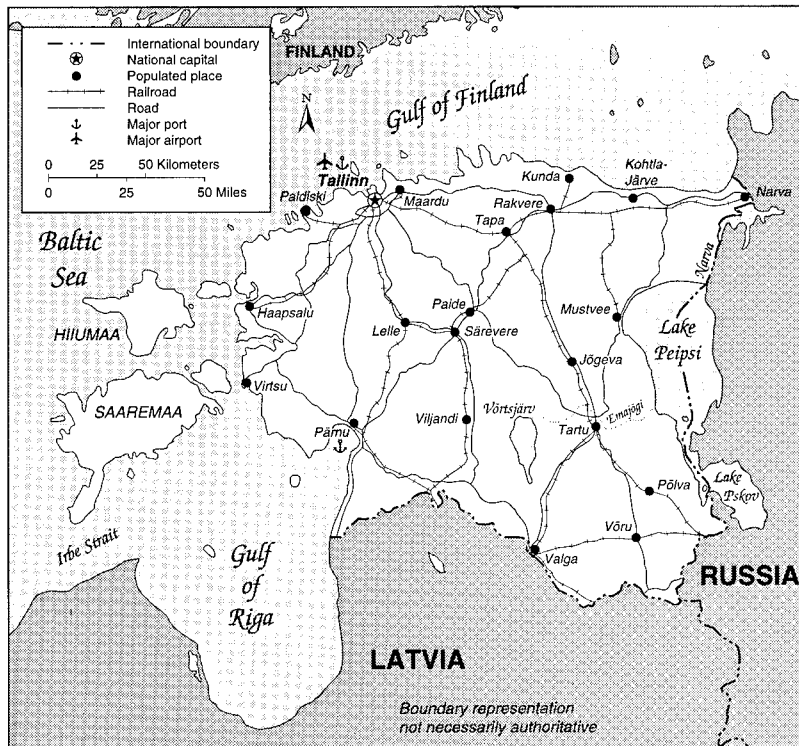 International boundary
National capital
Populated place
Railroad
Road
Major port
Major airport
0 25 50 Kilometers
0 25 50 Miles
FINLAND
N
Gulf of Finland
Tallinn
Paldiski
Maardu
Kunda
Kohtla-
Järve
Narva
Rakvere
Tapa
Baltic
Sea
Narva
HIIUMAA
Haapsalu
Paide
Lelle
Särevere
Mustvee
Lake
Peipsi
Jõgeva
Virtsu
SAAREMAA
Pärnu
Viljandi
Võrtsjärv
Emajõgi
Tartu
Põlva
Lake
Pskov
Irbe Strait
Gulf
of
Riga
Võru
Valga
RUSSIA
LATVIA
Boundary representation
not necessarily authoritative